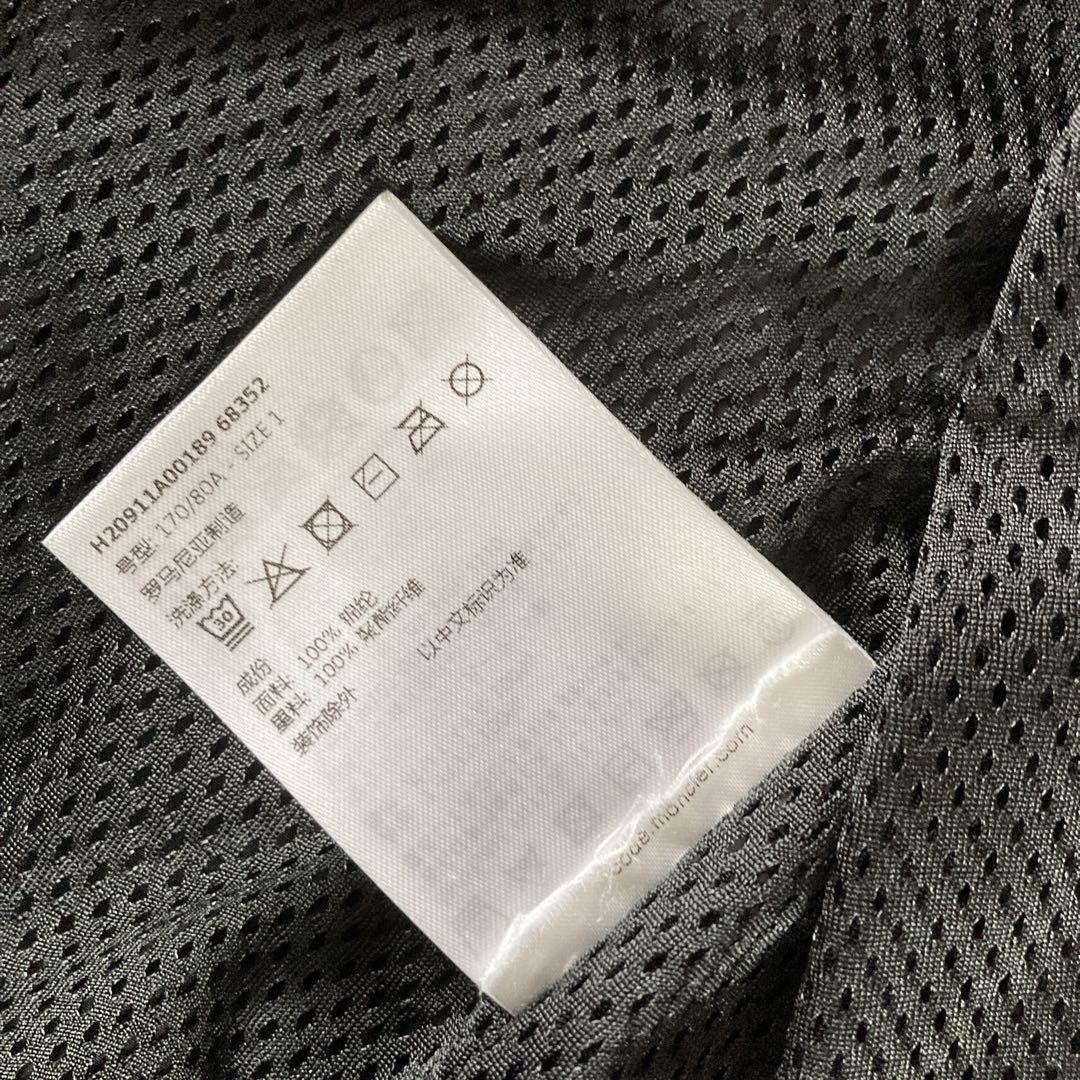 H20911A00189 68352
号型: 170/80A - SIZE 1
罗马尼亚制造
洗涤方法:
30
成份
面料: 100% 锦纶
里料: 100% 聚酯纤维
装饰除外
以中文标识为准
code.moncler.com